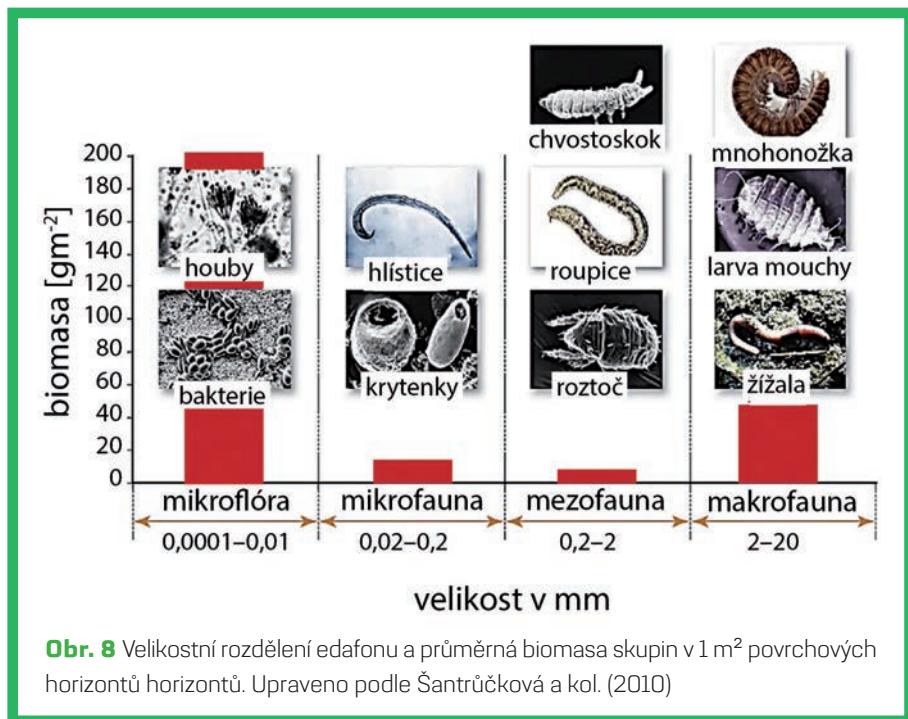 chvostoskok
mnohonožka
biomasa [gm⁻²]
200
180
160
140
120
100
80
60
40
20
0
houby
hlístice
roupice
larva mouchy
bakterie
krytenky
roztoč
žížala
mikroflóra
mikrofauna
mezofauna
makrofauna
0,0001–0,01
0,02–0,2
0,2–2
2–20
velikost v mm
Obr. 8 Velikostní rozdělení edafonu a průměrná biomasa skupin v 1 m² povrchových
horizontů horizontů. Upraveno podle Šantrůčková a kol. (2010)